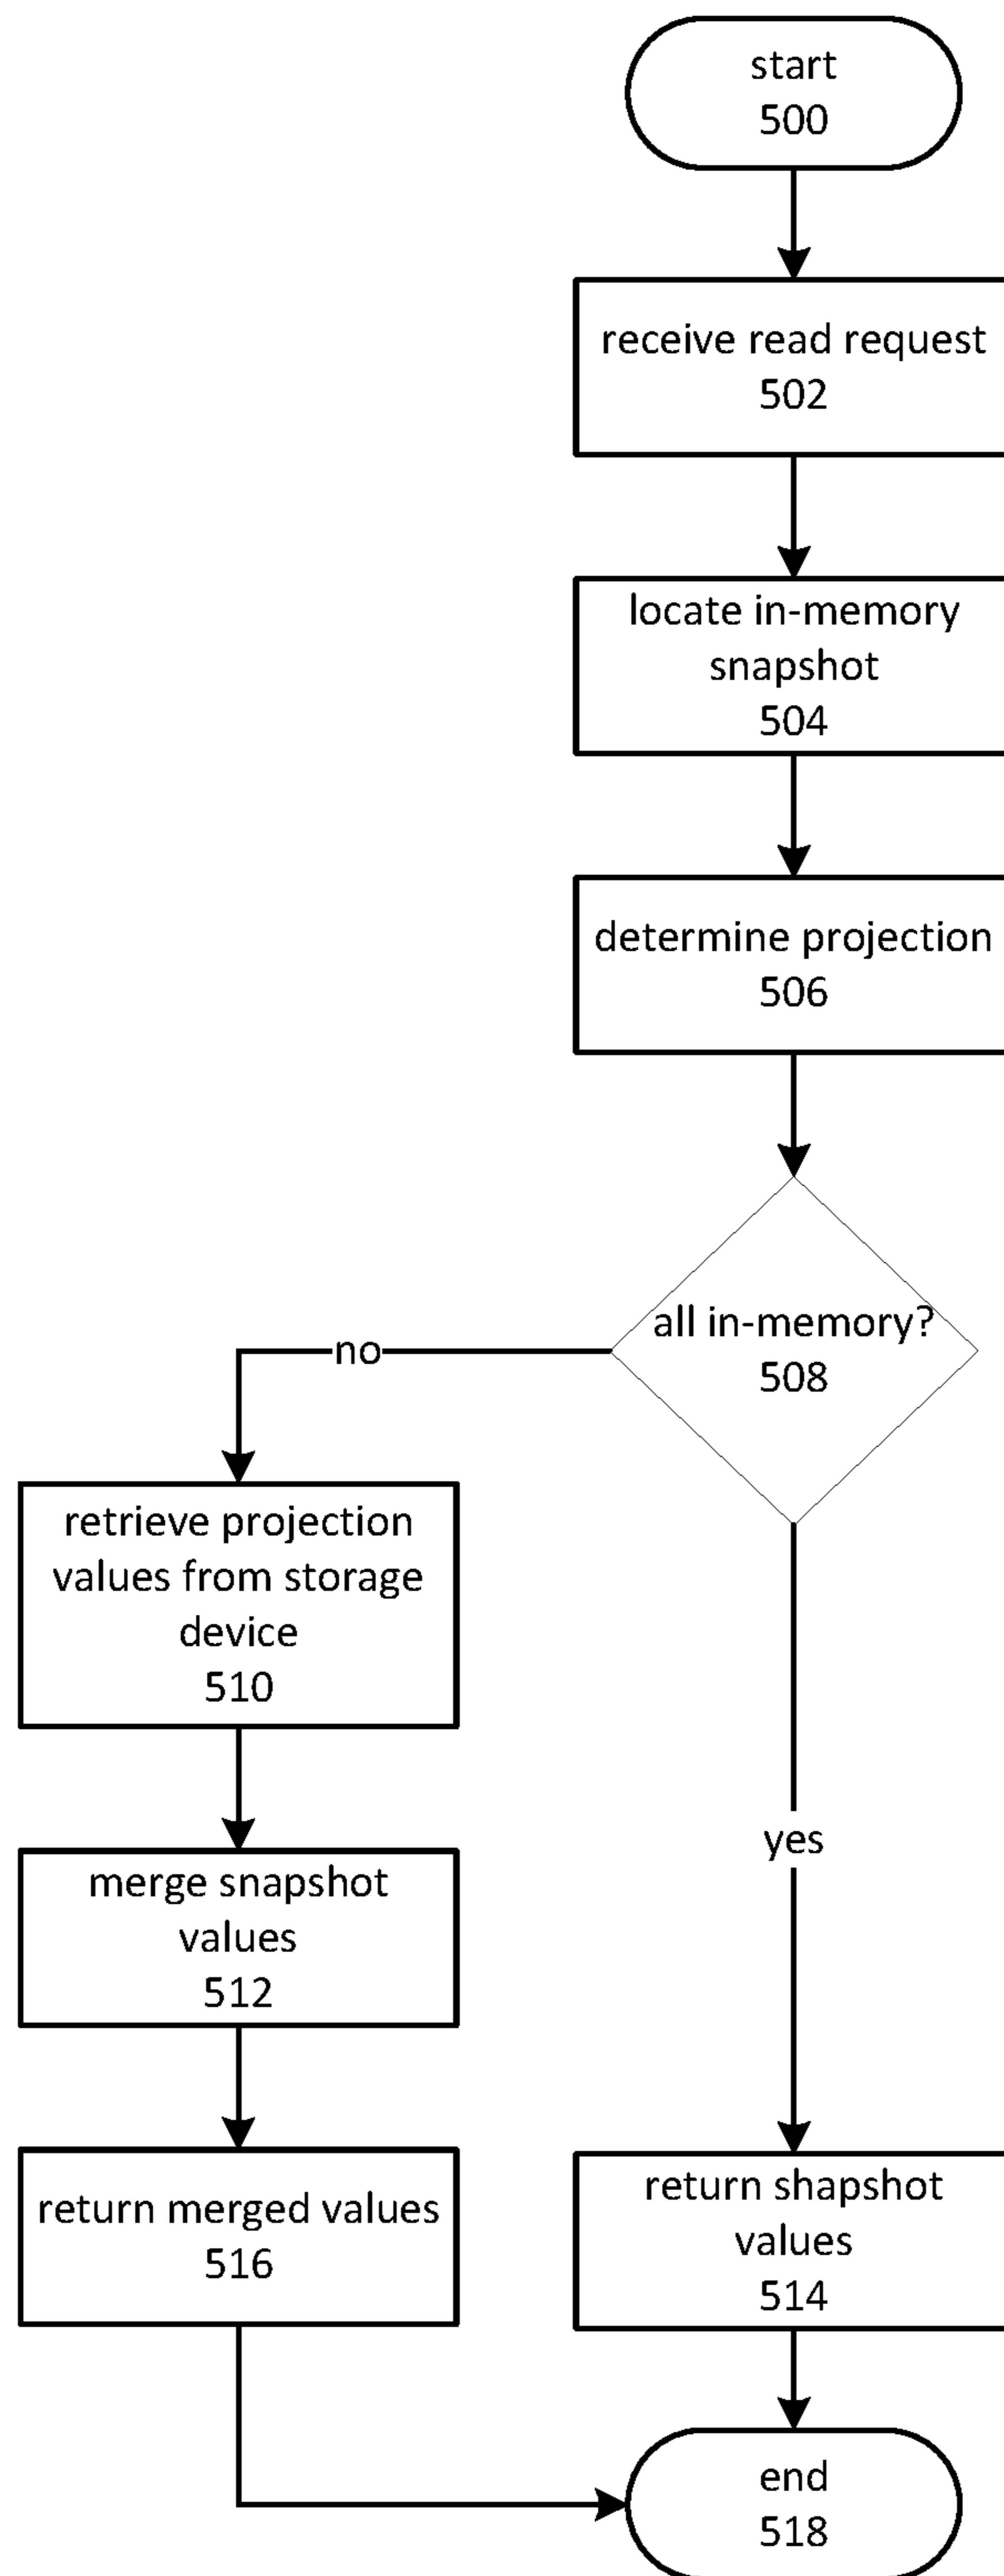 start
500
receive read request
502
locate in-memory
snapshot
504
determine projection
506
all in-memory?
508
no
retrieve projection
values from storage
device
510
merge snapshot
values
512
yes
return merged values
516
return shapshot
values
514
end
518